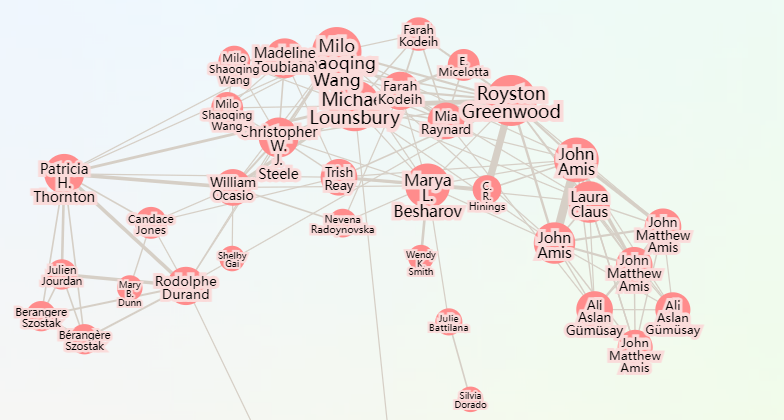 Farah
Kodeih
Milo
Shaoqing
Wang
Madeline
Toubiana
Milo
Shaoqing
Wang
E.
Micelotta
Farah
Kodeih
Michael
Lounsbury
Royston
Greenwood
Milo
Shaoqing
Wang
Mia
Raynard
Christopher
W.
J.
Steele
John
Amis
Patricia
H.
Thornton
William
Ocasio
Trish
Reay
Marya
L.
Besharov
C.
R.
Hinings
Laura
Claus
Candace
Jones
Nevena
Radoynovska
John
Amis
John
Matthew
Amis
Shelby
Gai
Wendy
K
Smith
John
Matthew
Amis
Julien
Jourdan
Mary
B.
Dunn
Rodolphe
Durand
Berangere
Szostak
Bérangère
Szostak
Julie
Battilana
Ali
Aslan
Gümüsay
Ali
Aslan
Gümüsay
John
Matthew
Amis
Silvia
Dorado